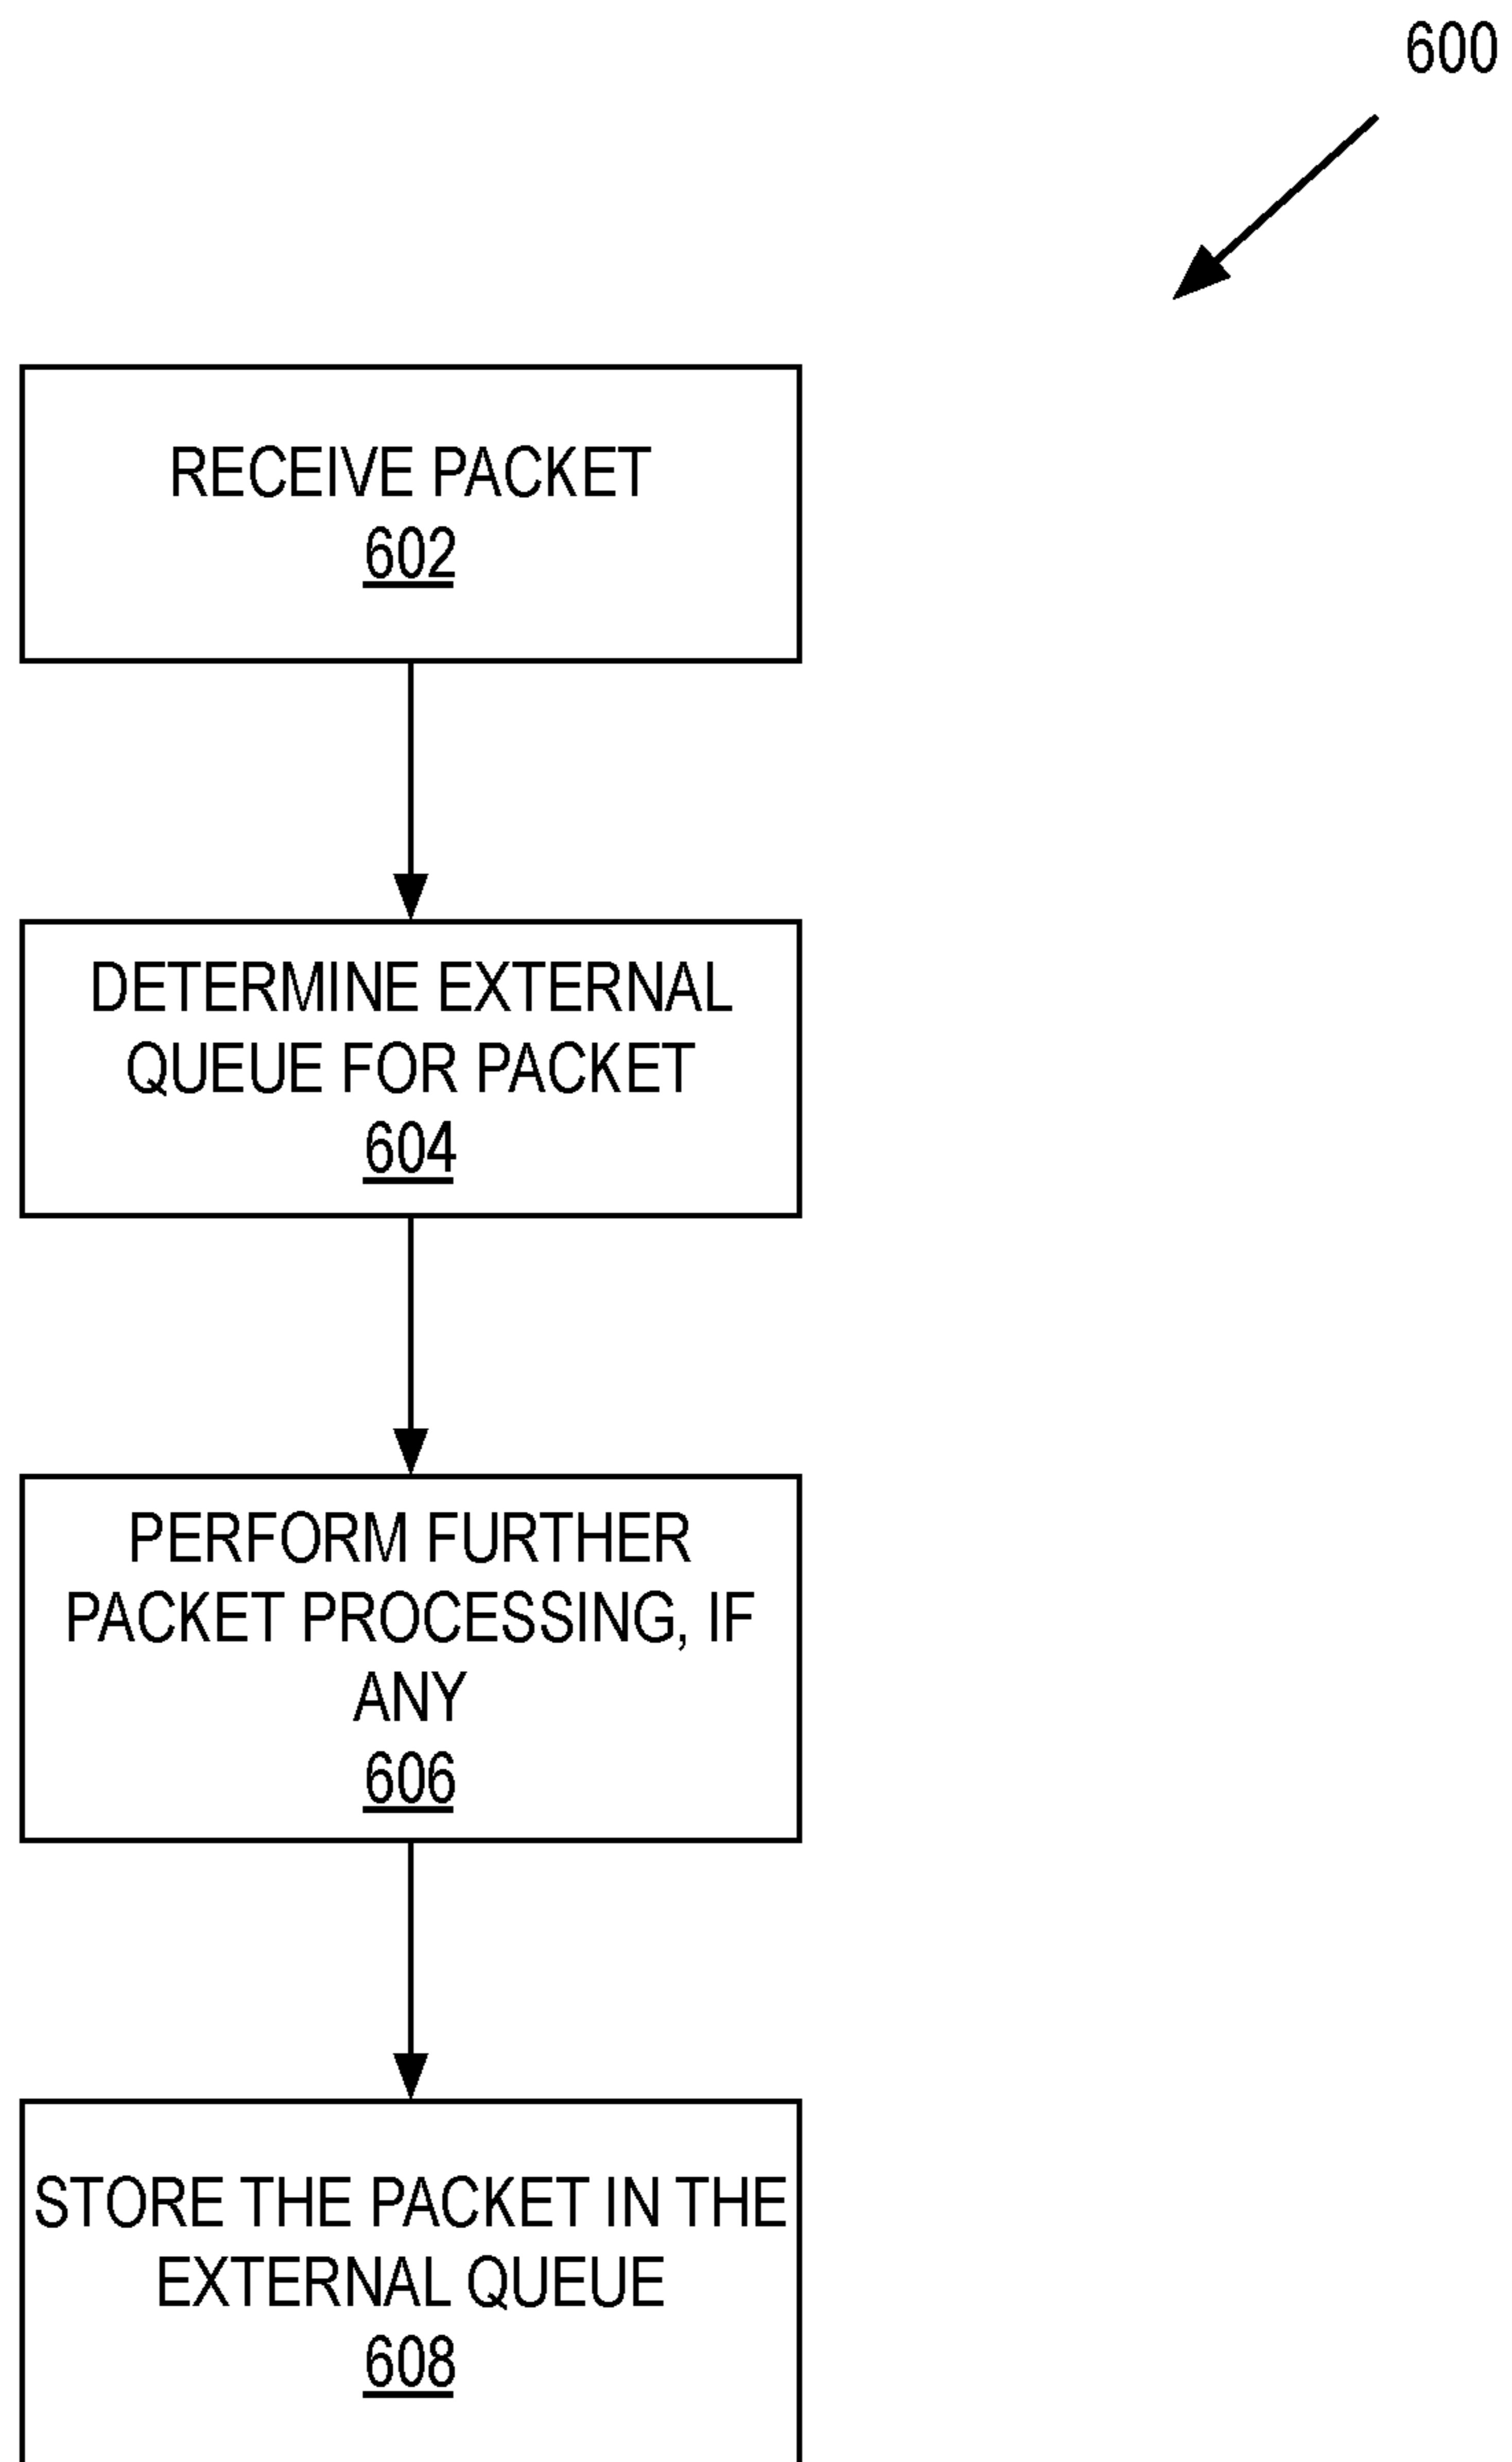 600
RECEIVE PACKET
602
DETERMINE EXTERNAL
QUEUE FOR PACKET
604
PERFORM FURTHER
PACKET PROCESSING, IF
ANY
606
STORE THE PACKET IN THE
EXTERNAL QUEUE
608